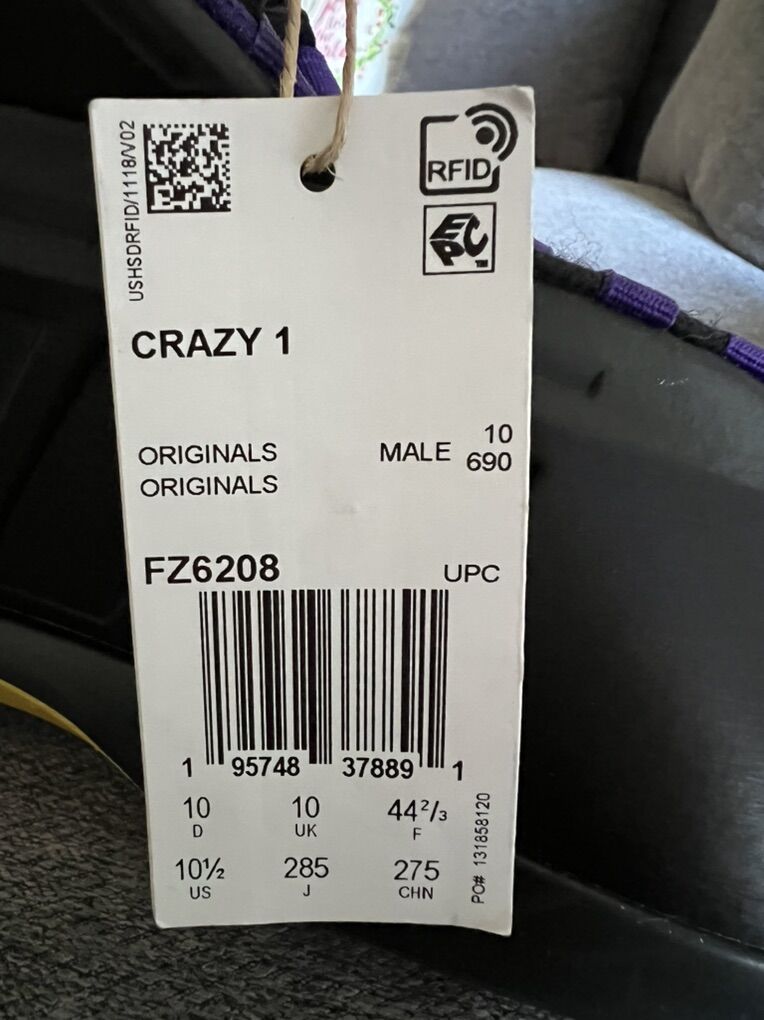 USHSDRFID/1118/V02
RFID
EPC™
CRAZY 1
ORIGINALS MALE 10
ORIGINALS 690
FZ6208 UPC
1 95748 37889 1
10 10 44²/₃
D UK F
10½ 285 275
US J CHN
PO# 131858120